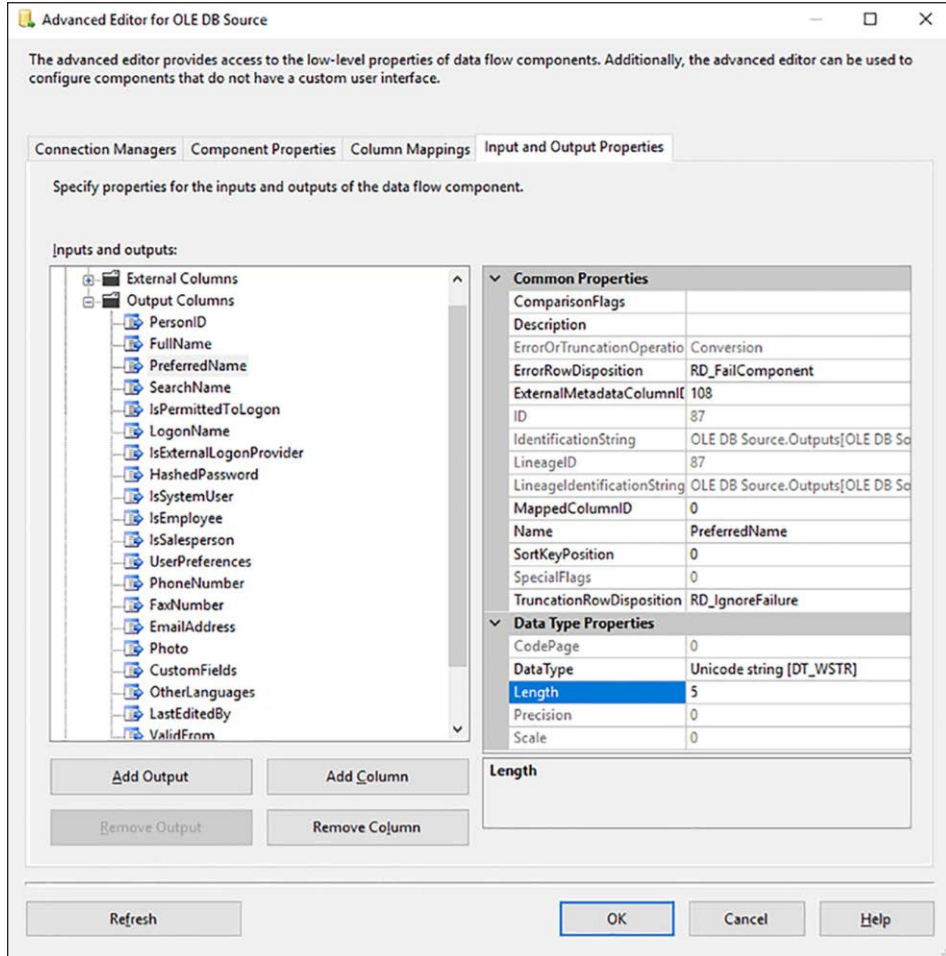 Advanced Editor for OLE DB Source
The advanced editor provides access to the low-level properties of data flow components. Additionally, the advanced editor can be used to
configure components that do not have a custom user interface.
Connection Managers Component Properties Column Mappings Input and Output Properties
Specify properties for the inputs and outputs of the data flow component.
Inputs and outputs:
External Columns
Output Columns
PersonID
FullName
PreferredName
SearchName
IsPermittedToLogon
LogonName
IsExternalLogonProvider
HashedPassword
IsSystemUser
IsEmployee
IsSalesperson
UserPreferences
PhoneNumber
FaxNumber
EmailAddress
Photo
CustomFields
OtherLanguages
LastEditedBy
ValidFrom
Common Properties
ComparisonFlags
Description
ErrorOrTruncationOperatio Conversion
ErrorRowDisposition RD_FailComponent
ExternalMetadataColumnID 108
ID 87
IdentificationString OLE DB Source.Outputs[OLE DB So
LineageID 87
LineageIdentificationString OLE DB Source.Outputs[OLE DB So
MappedColumnID 0
Name PreferredName
SortKeyPosition 0
SpecialFlags 0
TruncationRowDisposition RD_IgnoreFailure
Data Type Properties
CodePage 0
DataType Unicode string [DT_WSTR]
Length 5
Precision 0
Scale 0
Add Output Add Column
Remove Output Remove Column
Length
Refresh OK Cancel Help